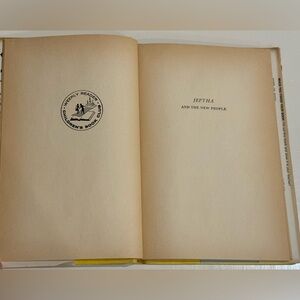 WEEKLY READER
CHILDREN'S BOOK CLUB
JEPTHA
AND THE NEW PEOPLE